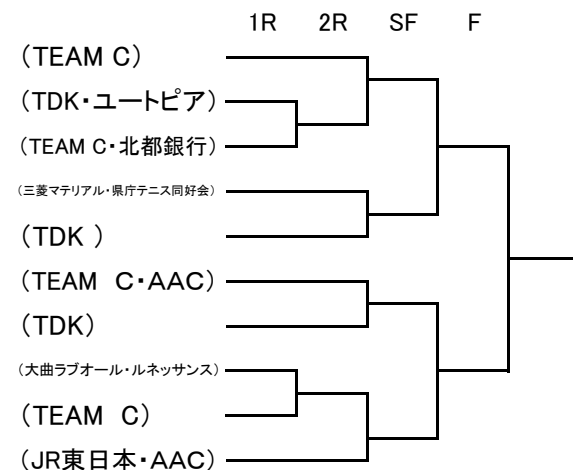 1R 2R SF F
(TEAM C)
(TDK・ユートピア)
(TEAM C・北都銀行)
(三菱マテリアル・県庁テニス同好会)
(TDK )
(TEAM C・AAC)
(TDK)
(大曲ラブオール・ルネッサンス)
(TEAM C)
(JR東日本・AAC)